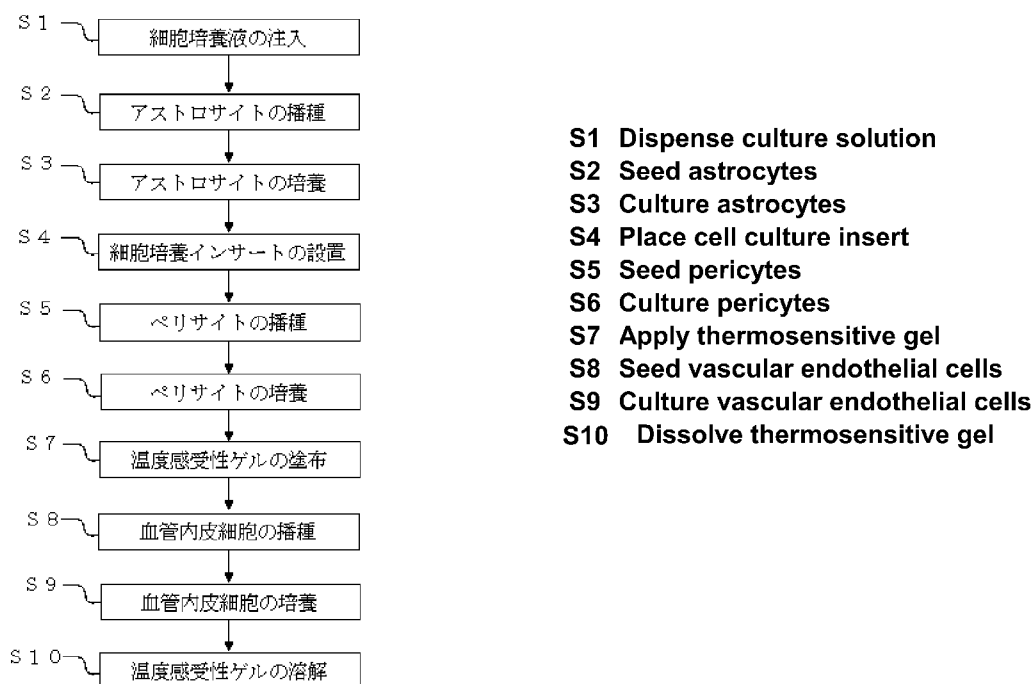 S1
細胞培養液の注入
S2
アストロサイトの播種
S3
アストロサイトの培養
S4
細胞培養インサートの設置
S5
ペリサイトの播種
S6
ペリサイトの培養
S7
温度感受性ゲルの塗布
S8
血管内皮細胞の播種
S9
血管内皮細胞の培養
S10
温度感受性ゲルの溶解
S1 Dispense culture solution
S2 Seed astrocytes
S3 Culture astrocytes
S4 Place cell culture insert
S5 Seed pericytes
S6 Culture pericytes
S7 Apply thermosensitive gel
S8 Seed vascular endothelial cells
S9 Culture vascular endothelial cells
S10 Dissolve thermosensitive gel